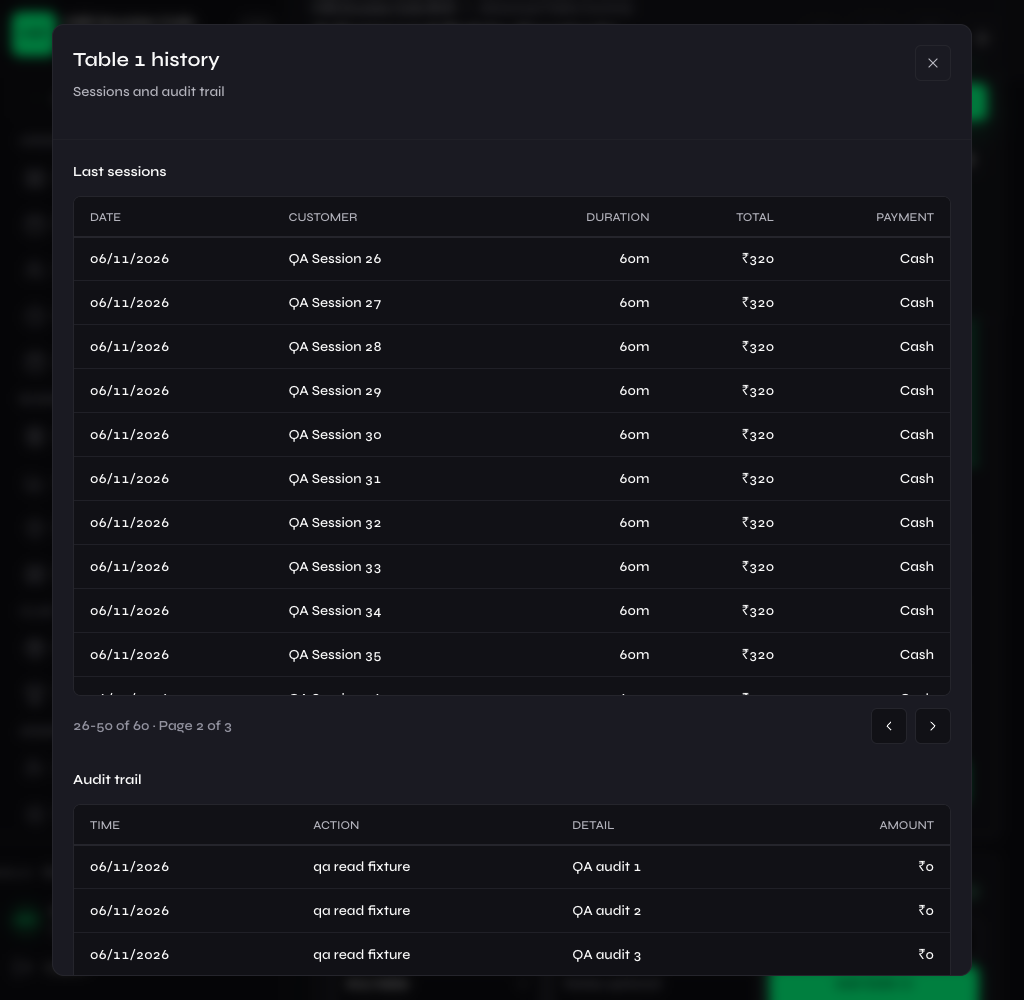 Table 1 history
Sessions and audit trail
Last sessions
DATE CUSTOMER DURATION TOTAL PAYMENT
06/11/2026 QA Session 26 60m ₹320 Cash
06/11/2026 QA Session 27 60m ₹320 Cash
06/11/2026 QA Session 28 60m ₹320 Cash
06/11/2026 QA Session 29 60m ₹320 Cash
06/11/2026 QA Session 30 60m ₹320 Cash
06/11/2026 QA Session 31 60m ₹320 Cash
06/11/2026 QA Session 32 60m ₹320 Cash
06/11/2026 QA Session 33 60m ₹320 Cash
06/11/2026 QA Session 34 60m ₹320 Cash
06/11/2026 QA Session 35 60m ₹320 Cash
26-50 of 60 · Page 2 of 3
Audit trail
TIME ACTION DETAIL AMOUNT
06/11/2026 qa read fixture QA audit 1 ₹0
06/11/2026 qa read fixture QA audit 2 ₹0
06/11/2026 qa read fixture QA audit 3 ₹0